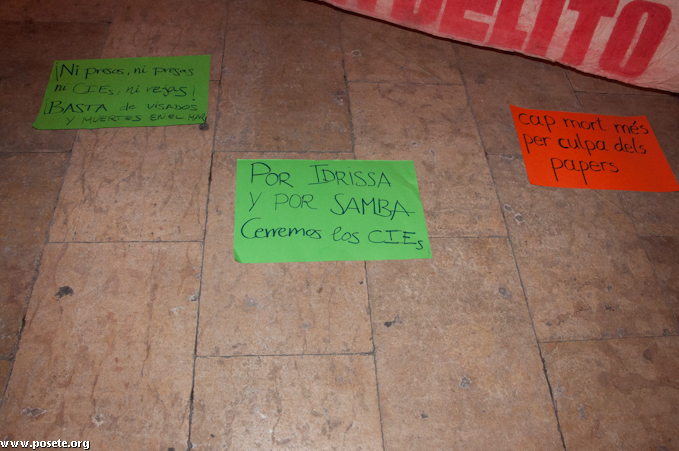 DELITO
¡Ni presos, ni presas
ni CIEs, ni rejas!
¡BASTA de VISADOS
Y MUERTES EN EL MAR!
cap mort més
per culpa dels
papers
POR IDRISSA
Y POR SAMBA
Cerremos los CIEs
www.posete.org